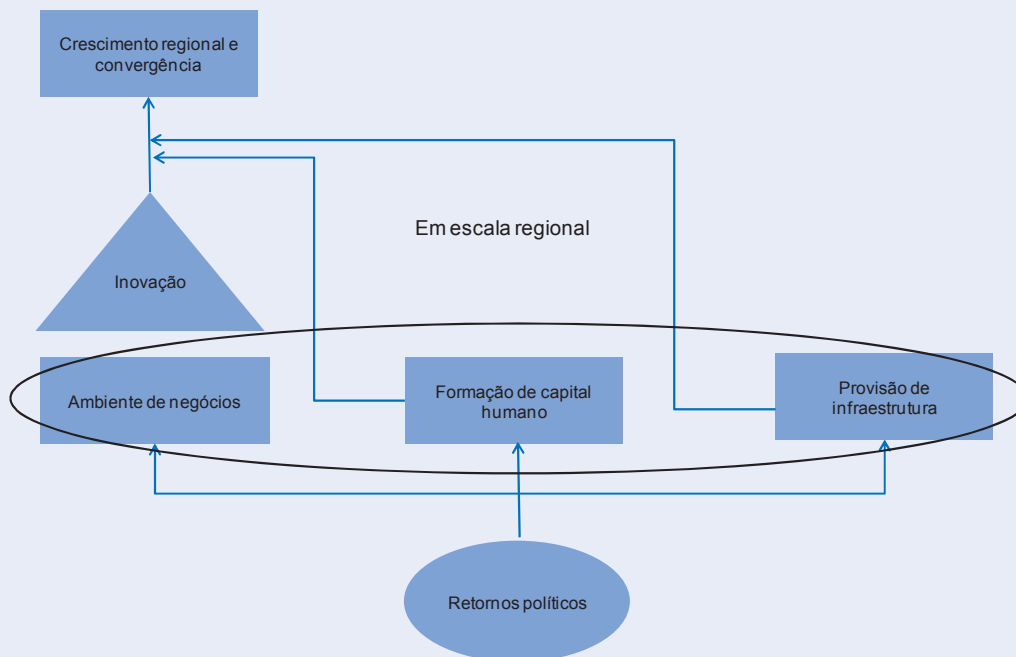 Crescimento regional e
convergência
Em escala regional
Inovação
Ambiente de negócios
Formação de capital
humano
Provisão de
infraestrutura
Retornos políticos